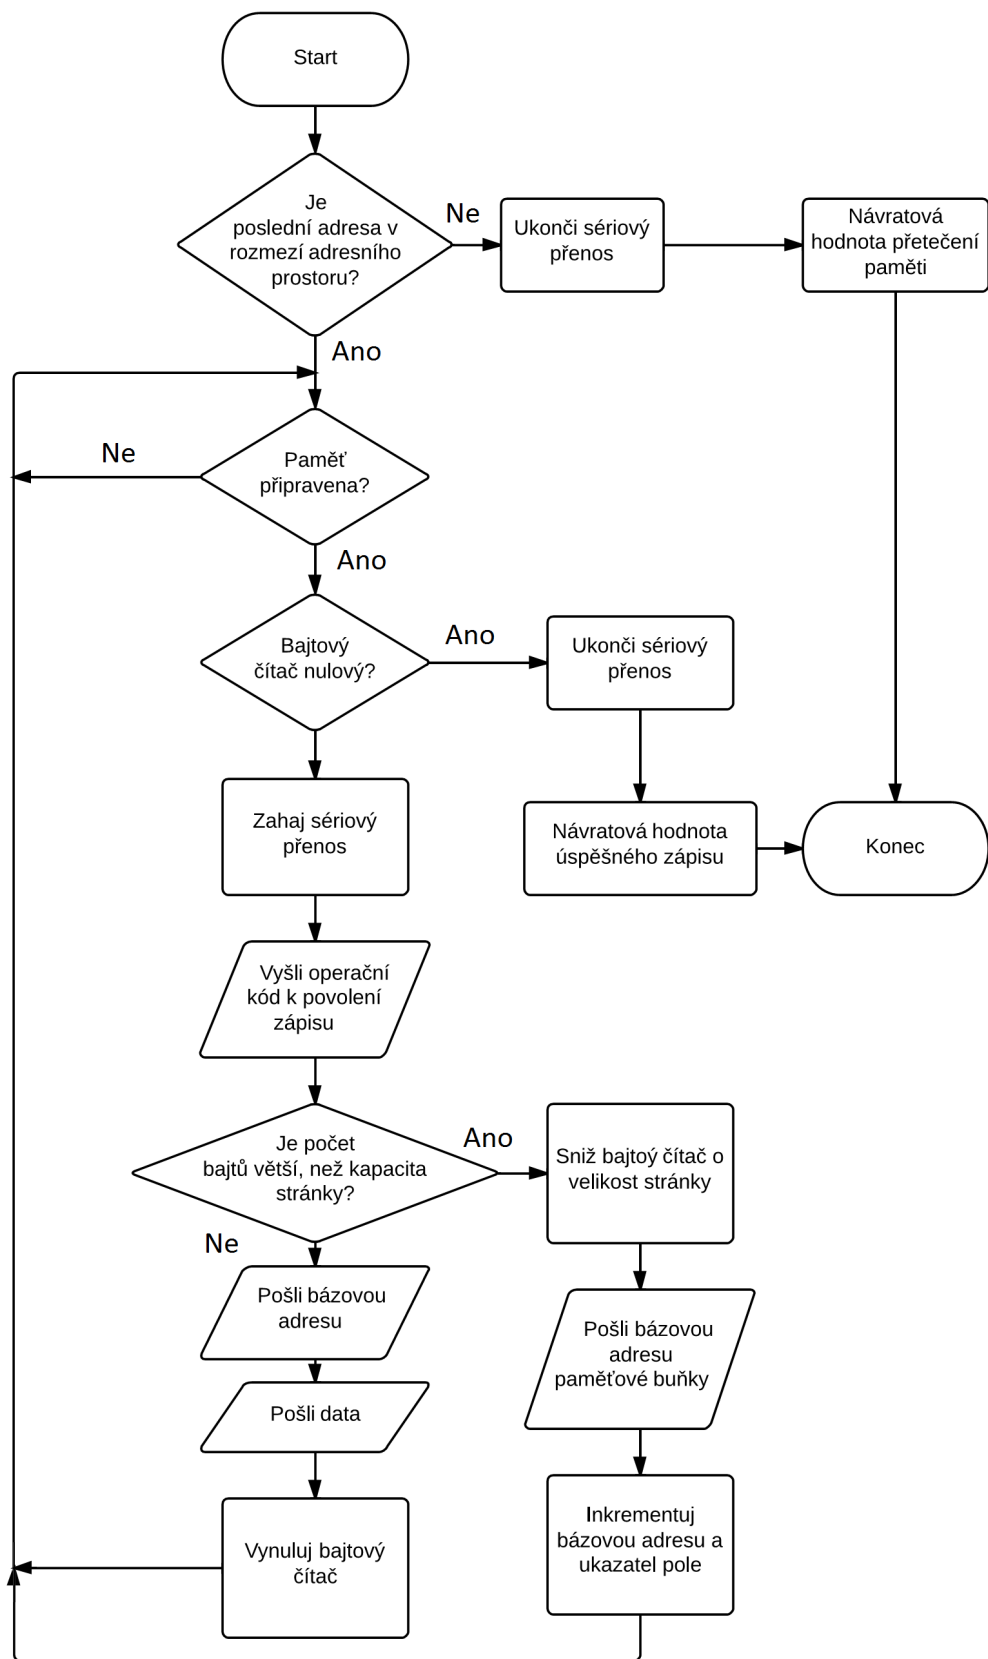 Start
Je
poslední adresa v
rozmezí adresního
prostoru?
Ne
Ukonči sériový
přenos
Návratová
hodnota přetečení
paměti
Ano
Ne
Paměť
připravena?
Ano
Bajtový
čítač nulový?
Ano
Ukonči sériový
přenos
Zahaj sériový
přenos
Návratová hodnota
úspěšného zápisu
Konec
Vyšli operační
kód k povolení
zápisu
Je počet
bajtů větší, než kapacita
stránky?
Ano
Sniž bajtoý čítač o
velikost stránky
Ne
Pošli bázovou
adresu
Pošli bázovou
adresu
paměťové buňky
Pošli data
Inkrementuj
bázovou adresu a
ukazatel pole
Vynuluj bajtový
čítač